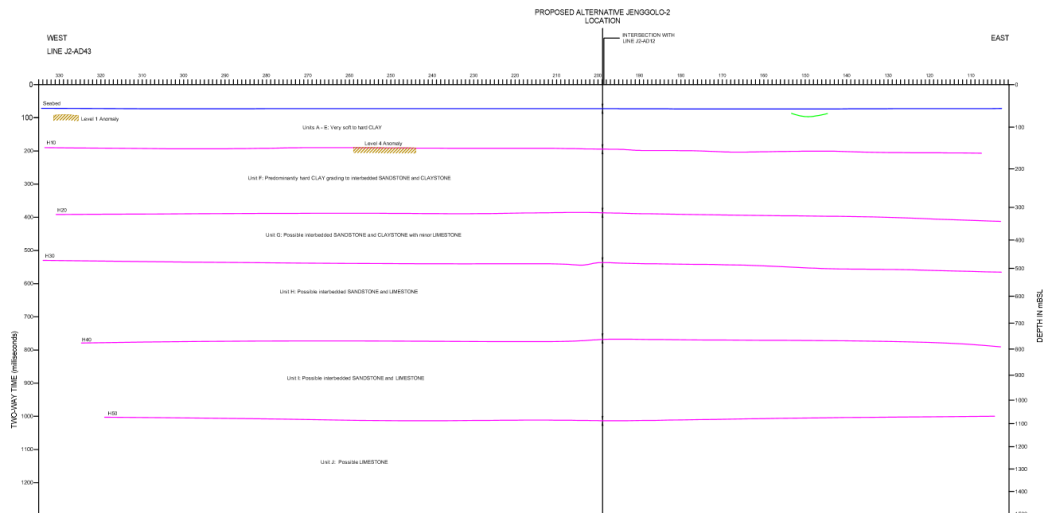 PROPOSED ALTERNATIVE JENGGOLO-2
LOCATION
WEST
INTERSECTION WITH
LINE J2-AD12
EAST
LINE J2-AD43
330 320 310 300 290 280 270 260 250 240 230 220 210 200 190 180 170 160 150 140 130 120 110
0 0
Seabed
100
Level 1 Anomaly
Units A - E: Very soft to hard CLAY
100
H10
Level 4 Anomaly
200
200
Unit F: Predominantly hard CLAY grading to interbedded SANDSTONE and CLAYSTONE
300
H20
300
400
Unit G: Possible interbedded SANDSTONE and CLAYSTONE with minor LIMESTONE
400
H30
500
500
600
Unit H: Possible interbedded SANDSTONE and LIMESTONE
600
700
700
H40
800
800
Unit I: Possible interbedded SANDSTONE and LIMESTONE
900
900
1000
H50
1000
1100
1100
Unit J: Possible LIMESTONE
1200
1200
1300
1400
TWO-WAY TIME (milliseconds)
DEPTH IN mBSL